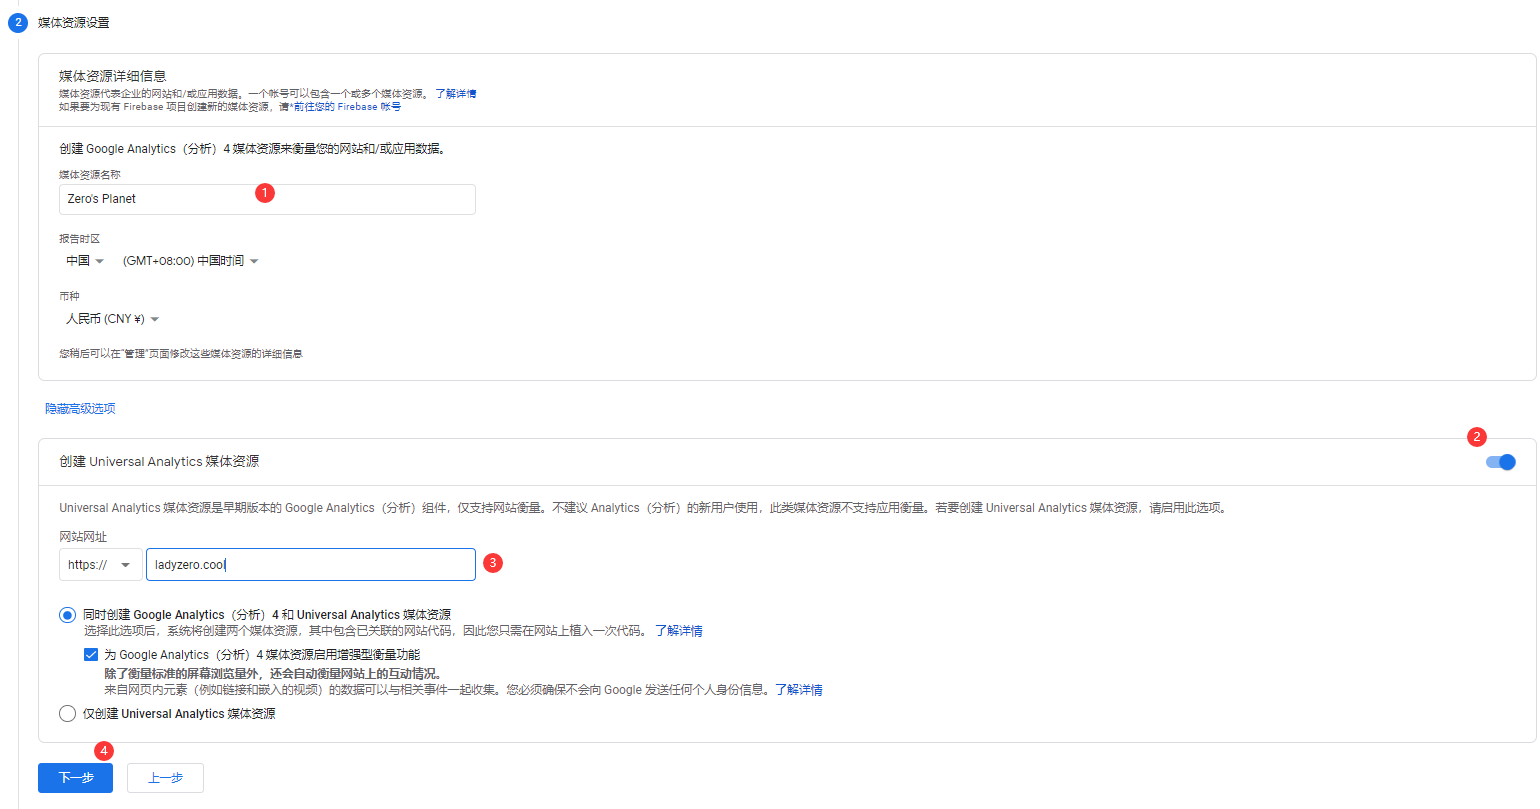 2 媒体资源设置
媒体资源详细信息
媒体资源代表企业的网站和/或应用数据。一个帐号可以包含一个或多个媒体资源。 了解详情
如果要为现有 Firebase 项目创建新的媒体资源，请*前往您的 Firebase 帐号
创建 Google Analytics（分析）4 媒体资源来衡量您的网站和/或应用数据。
媒体资源名称
Zero's Planet 1
报告时区
中国 (GMT+08:00) 中国时间
币种
人民币 (CNY ¥)
您稍后可以在"管理"页面修改这些媒体资源的详细信息
隐藏高级选项
2
创建 Universal Analytics 媒体资源
Universal Analytics 媒体资源是早期版本的 Google Analytics（分析）组件，仅支持网站衡量。不建议 Analytics（分析）的新用户使用，此类媒体资源不支持应用衡量。若要创建 Universal Analytics 媒体资源，请启用此选项。
网站网址
https:// ladyzero.cool 3
同时创建 Google Analytics（分析）4 和 Universal Analytics 媒体资源
选择此选项后，系统将创建两个媒体资源，其中包含已关联的网站代码，因此您只需在网站上植入一次代码。 了解详情
为 Google Analytics（分析）4 媒体资源启用增强型衡量功能
除了衡量标准的屏幕浏览量外，还会自动衡量网站上的互动情况。
来自网页内元素（例如链接和嵌入的视频）的数据可以与相关事件一起收集。您必须确保不会向 Google 发送任何个人身份信息。了解详情
仅创建 Universal Analytics 媒体资源
4
下一步 上一步